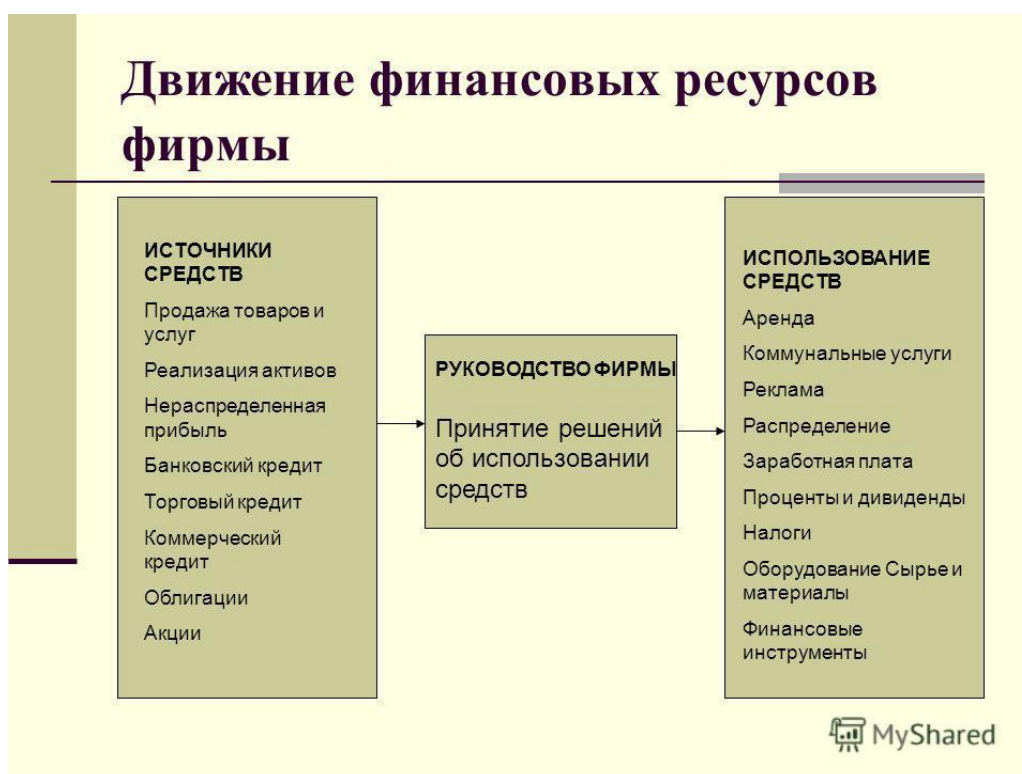 Движение финансовых ресурсов
фирмы
ИСТОЧНИКИ
СРЕДСТВ
Продажа товаров и
услуг
Реализация активов
Нераспределенная
прибыль
Банковский кредит
Торговый кредит
Коммерческий
кредит
Облигации
Акции
РУКОВОДСТВО ФИРМЫ
Принятие решений
об использовании
средств
ИСПОЛЬЗОВАНИЕ
СРЕДСТВ
Аренда
Коммунальные услуги
Реклама
Распределение
Заработная плата
Проценты и дивиденды
Налоги
Оборудование Сырье и
материалы
Финансовые
инструменты
MyShared